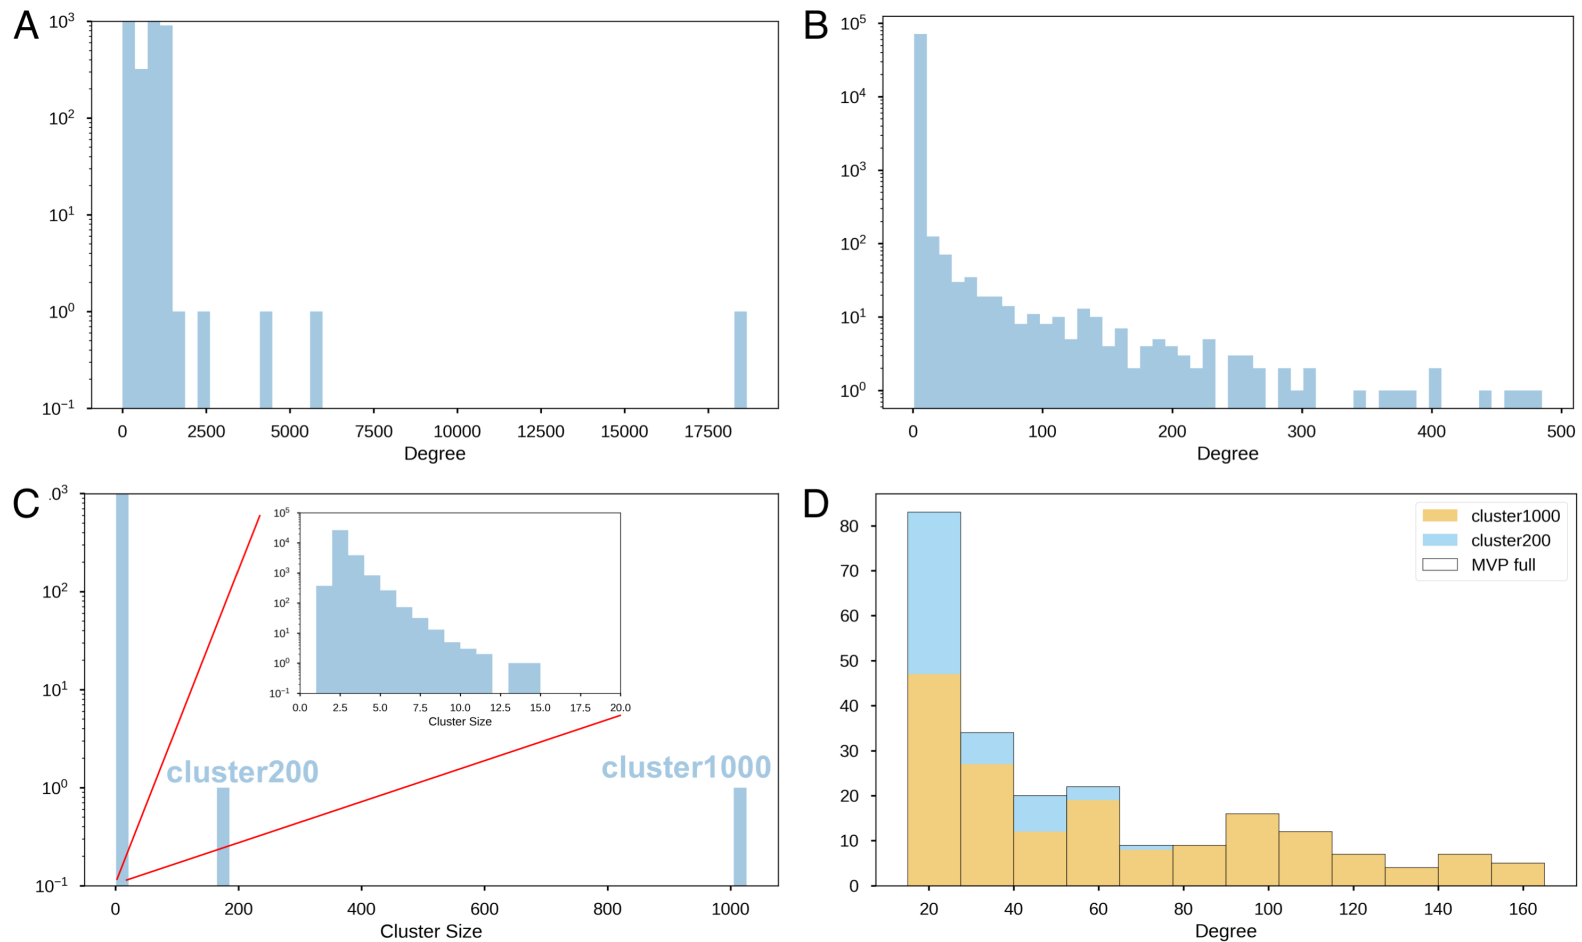 A
10³
10²
10¹
10⁰
10⁻¹
0 2500 5000 7500 10000 12500 15000 17500
Degree
B
10⁵
10⁴
10³
10²
10¹
10⁰
0 100 200 300 400 500
Degree
C
.0³
10²
10¹
10⁰
10⁻¹
10⁵
10⁴
10³
10²
10¹
10⁰
10⁻¹
0.0 2.5 5.0 7.5 10.0 12.5 15.0 17.5 20.0
Cluster Size
cluster200
cluster1000
0 200 400 600 800 1000
Cluster Size
D
cluster1000
cluster200
MVP full
80
70
60
50
40
30
20
10
0
20 40 60 80 100 120 140 160
Degree